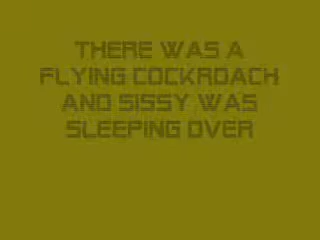 THERE WAS A
FLYING COCKROACH
AND SISSY WAS
SLEEPING OVER